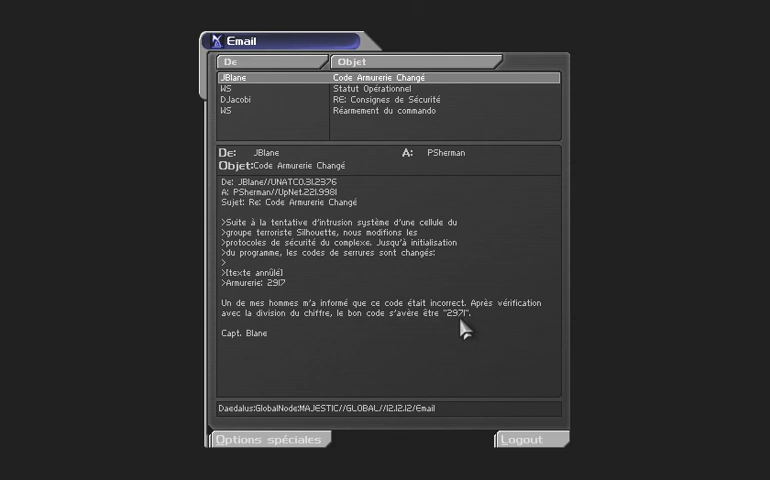 Email
De Objet
JBlane Code Armurerie Changé
WS Statut Opérationnel
DJacobi RE: Consignes de Sécurité
WS Réarmement du commando
De: JBlane A: PSherman
Objet: Code Armurerie Changé
De: JBlane//UNATCO.31.2376
A: PSherman//UpNet.221.9981
Sujet: Re: Code Armurerie Changé
>Suite à la tentative d'intrusion système d'une cellule du
>groupe terroriste Silhouette, nous modifions les
>protocoles de sécurité du complexe. Jusqu'à initialisation
>du programme, les codes de serrures sont changés:
>
>[texte annûlé]
>Armurerie: 2917
Un de mes hommes m'a informé que ce code était incorrect. Après vérification
avec la division du chiffre, le bon code s'avère être "2971".
Capt. Blane
Daedalus:GlobalNode:MAJESTIC//GLOBAL//12.12.12/Email
Options spéciales Logout